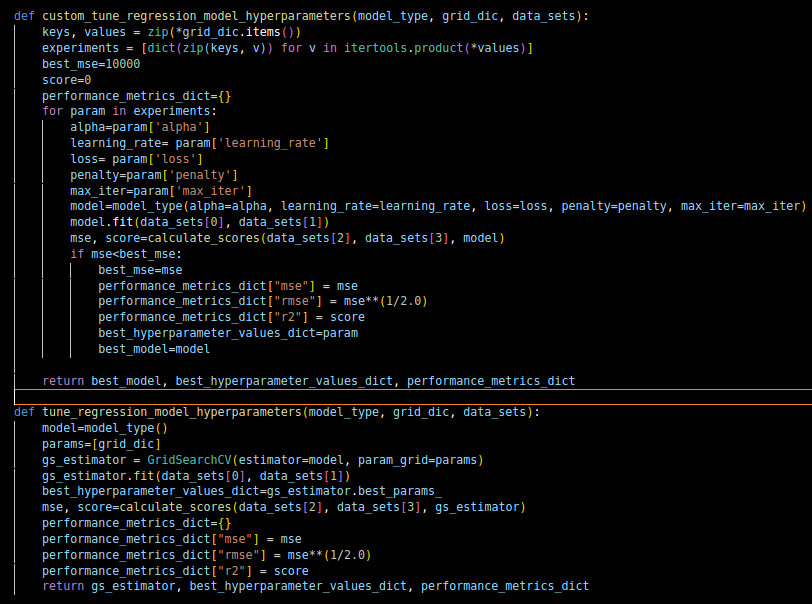 def custom_tune_regression_model_hyperparameters(model_type, grid_dic, data_sets):
    keys, values = zip(*grid_dic.items())
    experiments = [dict(zip(keys, v)) for v in itertools.product(*values)]
    best_mse=10000
    score=0
    performance_metrics_dict={}
    for param in experiments:
        alpha=param['alpha']
        learning_rate= param['learning_rate']
        loss= param['loss']
        penalty=param['penalty']
        max_iter=param['max_iter']
        model=model_type(alpha=alpha, learning_rate=learning_rate, loss=loss, penalty=penalty, max_iter=max_iter)
        model.fit(data_sets[0], data_sets[1])
        mse, score=calculate_scores(data_sets[2], data_sets[3], model)
        if mse<best_mse:
            best_mse=mse
            performance_metrics_dict["mse"] = mse
            performance_metrics_dict["rmse"] = mse**(1/2.0)
            performance_metrics_dict["r2"] = score
            best_hyperparameter_values_dict=param
            best_model=model
    return best_model, best_hyperparameter_values_dict, performance_metrics_dict
def tune_regression_model_hyperparameters(model_type, grid_dic, data_sets):
    model=model_type()
    params=[grid_dic]
    gs_estimator = GridSearchCV(estimator=model, param_grid=params)
    gs_estimator.fit(data_sets[0], data_sets[1])
    best_hyperparameter_values_dict=gs_estimator.best_params_
    mse, score=calculate_scores(data_sets[2], data_sets[3], gs_estimator)
    performance_metrics_dict={}
    performance_metrics_dict["mse"] = mse
    performance_metrics_dict["rmse"] = mse**(1/2.0)
    performance_metrics_dict["r2"] = score
    return gs_estimator, best_hyperparameter_values_dict, performance_metrics_dict